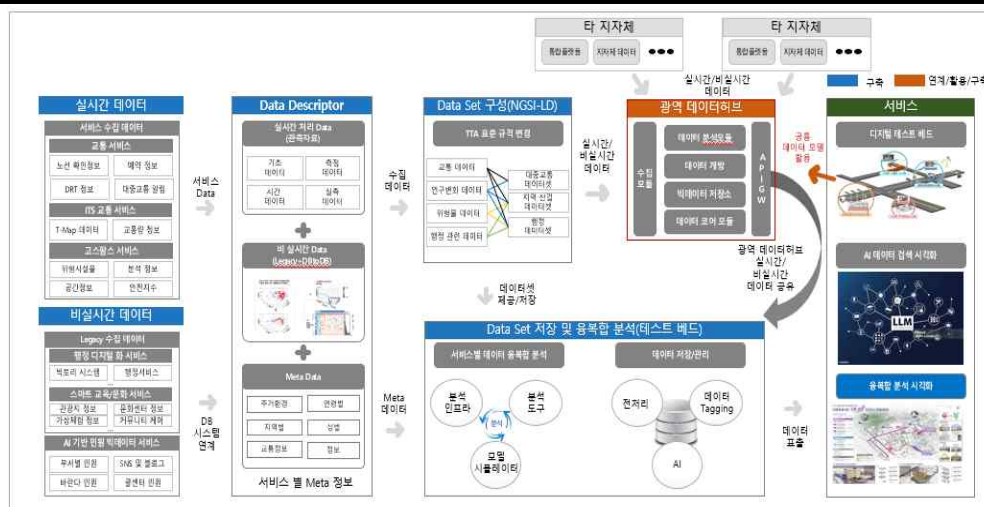 타 지자체
통합플랫폼
지자체 데이터
●●●
타 지자체
통합플랫폼
지자체 데이터
●●●
구축
연계/활용/구축
실시간 데이터
서비스 수집 데이터
교통 서비스
노선 확인정보
예약 정보
DRT 정보
대중교통 알림
ITS 교통 서비스
T-Map 데이터
교통량 정보
고스팜스 서비스
위험시설물
분석 정보
공간정보
안전지수
비실시간 데이터
Legacy 수집 데이터
행정 디지털 화 서비스
빅토리 시스템
행정서비스
스마트 교육/문화 서비스
관광지 정보
문화센터 정보
가상체험 정보
커뮤니티 케어
AI 기반 민원 빅데이터 서비스
부서별 민원
SNS 및 블로그
바란다 민원
콜센터 민원
서비스
Data
DB
시스템
연계
Data Descriptor
실시간 처리 Data
(관측자료)
기초
데이터
측정
데이터
시간
데이터
실측
데이터
비 실시간 Data
(Legacy – DB to DB)
Meta Data
주거환경
연령별
지역별
성별
교통정보
정보
서비스 별 Meta 정보
수집
데이터
Meta
데이터
Data Set 구성(NGSI-LD)
TTA 표준 규격 변경
교통 데이터
인구변화 데이터
위험물 데이터
행정 관련 데이터
대중교통
데이터셋
지역 산업
데이터셋
행정
데이터셋
실시간/
비실시간
데이터
데이터셋
제공/저장
실시간/비실시간
데이터
광역 데이터허브
수집
모듈
데이터 분석모듈
데이터 개방
빅데이터 저장소
데이터 코어 모듈
API GW
공통
데이터 모델
활용
광역 데이터허브
실시간/
비실시간
데이터 공유
Data Set 저장 및 융복합 분석(테스트 베드)
서비스별 데이터 융복합 분석
데이터 저장/관리
분석
인프라
분석
도구
분석
모델
시뮬레이터
전처리
데이터
Tagging
AI
데이터
표출
서비스
디지털 테스트 베드
AI 데이터 검색 시각화
LLM
융복합 분석 시각화